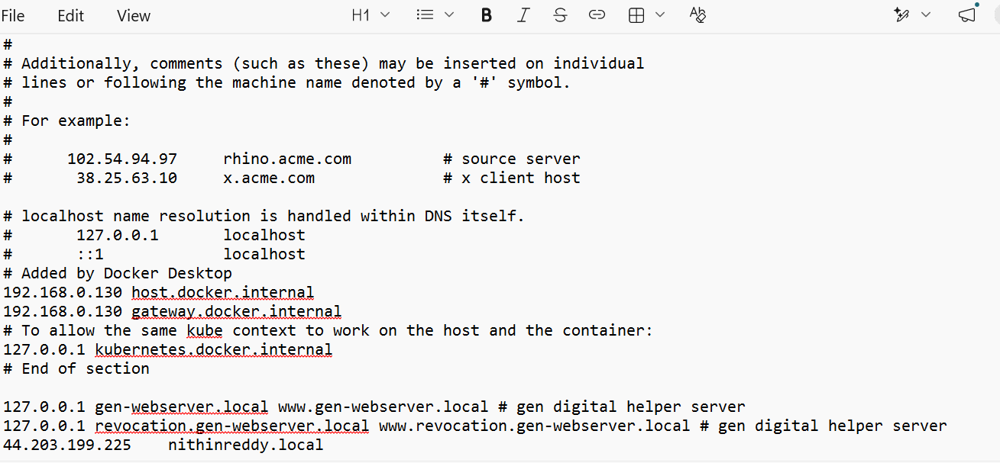 File Edit View H1 B I S
#
# Additionally, comments (such as these) may be inserted on individual
# lines or following the machine name denoted by a '#' symbol.
#
# For example:
#
#      102.54.94.97     rhino.acme.com          # source server
#       38.25.63.10     x.acme.com              # x client host

# localhost name resolution is handled within DNS itself.
#       127.0.0.1       localhost
#       ::1             localhost
# Added by Docker Desktop
192.168.0.130 host.docker.internal
192.168.0.130 gateway.docker.internal
# To allow the same kube context to work on the host and the container:
127.0.0.1 kubernetes.docker.internal
# End of section

127.0.0.1 gen-webserver.local www.gen-webserver.local # gen digital helper server
127.0.0.1 revocation.gen-webserver.local www.revocation.gen-webserver.local # gen digital helper server
44.203.199.225    nithinreddy.local